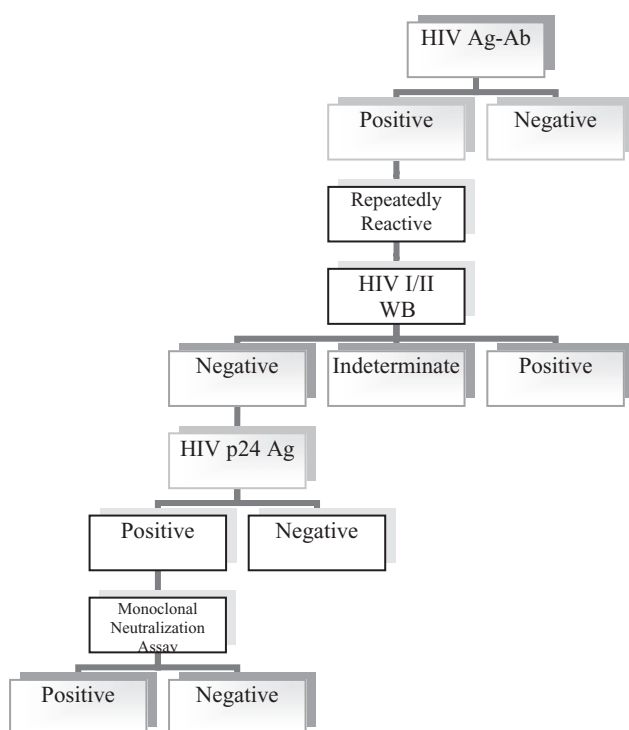 HIV Ag-Ab
Positive
Negative
Repeatedly
Reactive
HIV I/II
WB
Negative
Indeterminate
Positive
HIV p24 Ag
Positive
Negative
Monoclonal
Neutralization
Assay
Positive
Negative